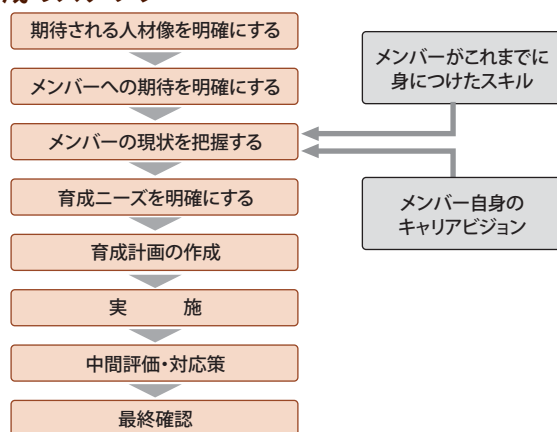 期待される人材像を明確にする
メンバーへの期待を明確にする
メンバーの現状を把握する
育成ニーズを明確にする
育成計画の作成
実　　施
中間評価・対応策
最終確認
メンバーがこれまでに
身につけたスキル
メンバー自身の
キャリアビジョン